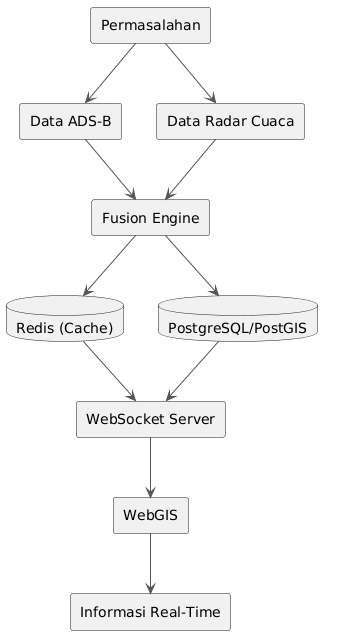 Permasalahan
Data ADS-B
Data Radar Cuaca
Fusion Engine
Redis (Cache)
PostgreSQL/PostGIS
WebSocket Server
WebGIS
Informasi Real-Time